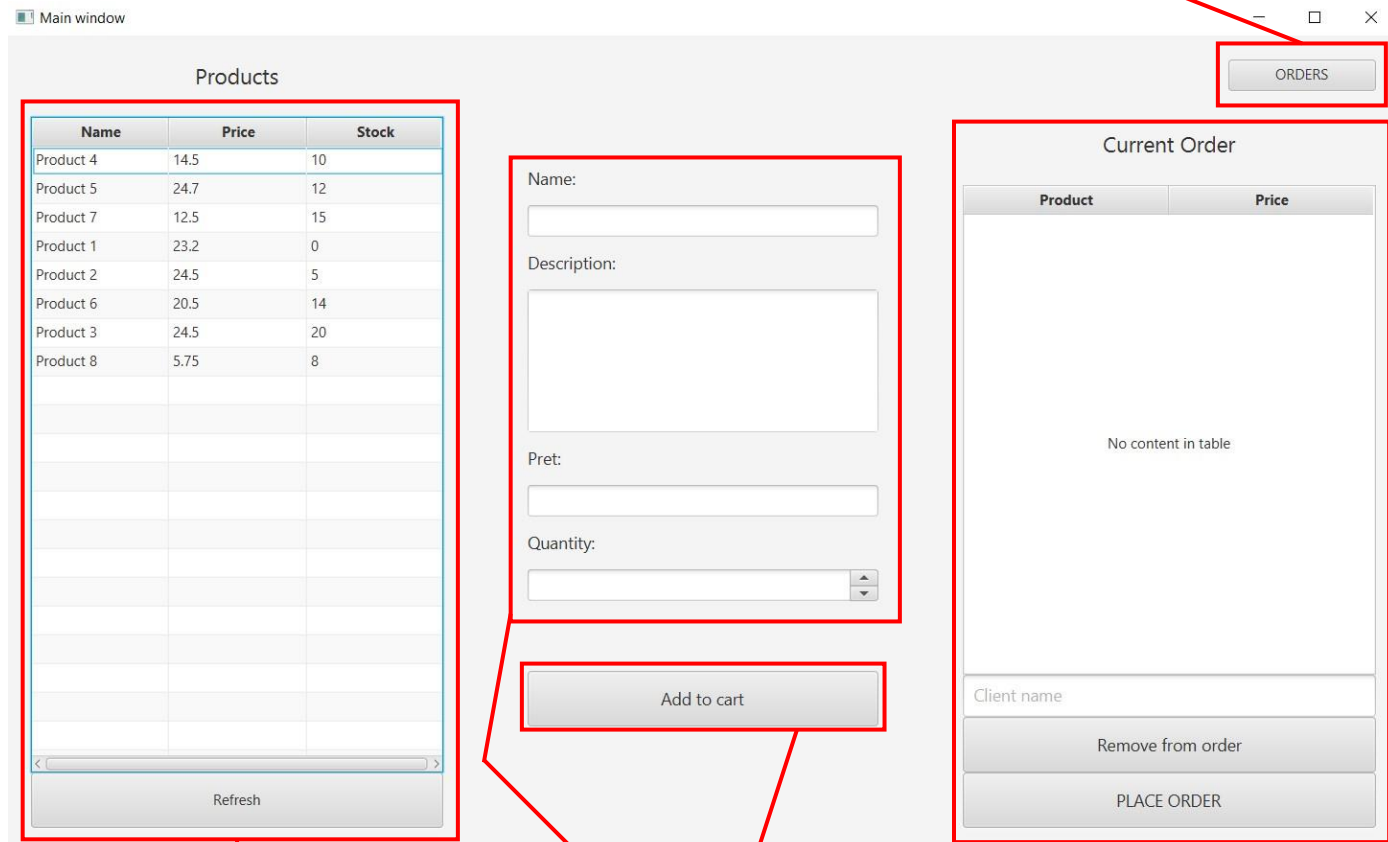 Main window
ORDERS
Products
Name Price Stock
Product 4 14.5 10
Product 5 24.7 12
Product 7 12.5 15
Product 1 23.2 0
Product 2 24.5 5
Product 6 20.5 14
Product 3 24.5 20
Product 8 5.75 8
Refresh
Name:
Description:
Pret:
Quantity:
Add to cart
Current Order
Product Price
No content in table
Client name
Remove from order
PLACE ORDER